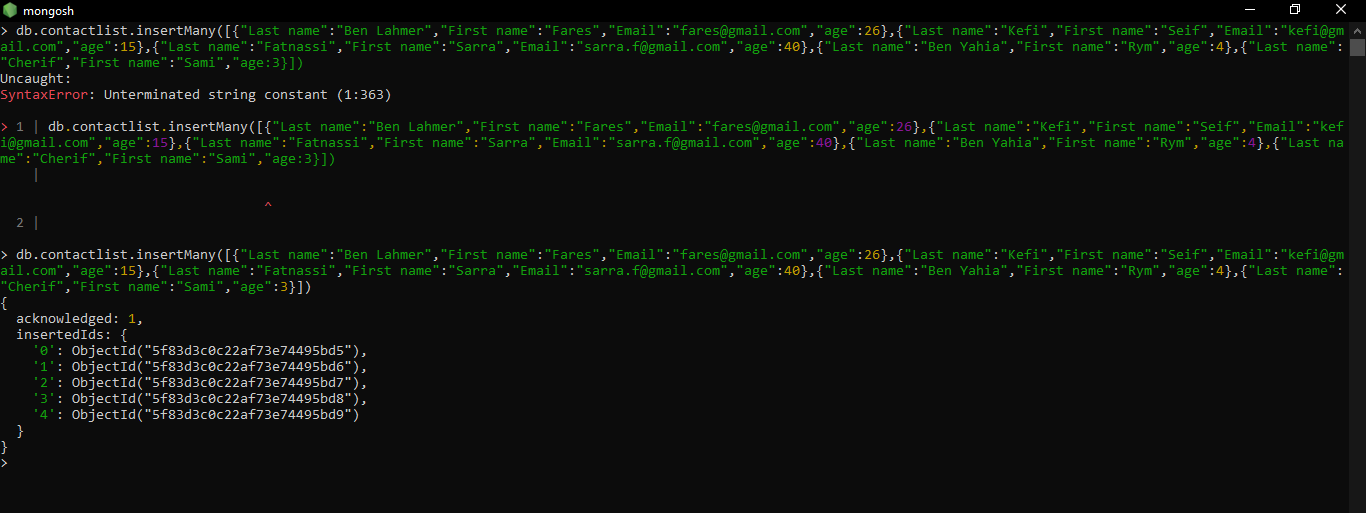 mongosh
> db.contactlist.insertMany([{"Last name":"Ben Lahmer","First name":"Fares","Email":"fares@gmail.com","age":26},{"Last name":"Kefi","First name":"Seif","Email":"kefi@gm
ail.com","age":15},{"Last name":"Fatnassi","First name":"Sarra","Email":"sarra.f@gmail.com","age":40},{"Last name":"Ben Yahia","First name":"Rym","age":4},{"Last name":
"Cherif","First name":"Sami","age:3}])
Uncaught:
SyntaxError: Unterminated string constant (1:363)
> 1 | db.contactlist.insertMany([{"Last name":"Ben Lahmer","First name":"Fares","Email":"fares@gmail.com","age":26},{"Last name":"Kefi","First name":"Seif","Email":"kef
i@gmail.com","age":15},{"Last name":"Fatnassi","First name":"Sarra","Email":"sarra.f@gmail.com","age":40},{"Last name":"Ben Yahia","First name":"Rym","age":4},{"Last na
me":"Cherif","First name":"Sami","age:3}])
|
^
2 |
> db.contactlist.insertMany([{"Last name":"Ben Lahmer","First name":"Fares","Email":"fares@gmail.com","age":26},{"Last name":"Kefi","First name":"Seif","Email":"kefi@gm
ail.com","age":15},{"Last name":"Fatnassi","First name":"Sarra","Email":"sarra.f@gmail.com","age":40},{"Last name":"Ben Yahia","First name":"Rym","age":4},{"Last name":
"Cherif","First name":"Sami","age":3}])
{
acknowledged: 1,
insertedIds: {
'0': ObjectId("5f83d3c0c22af73e74495bd5"),
'1': ObjectId("5f83d3c0c22af73e74495bd6"),
'2': ObjectId("5f83d3c0c22af73e74495bd7"),
'3': ObjectId("5f83d3c0c22af73e74495bd8"),
'4': ObjectId("5f83d3c0c22af73e74495bd9")
}
}
>